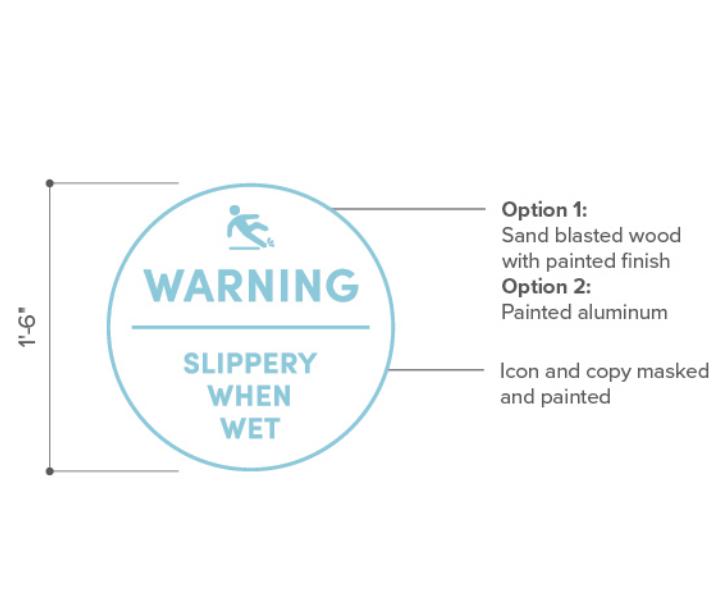 WARNING
SLIPPERY
WHEN
WET
1'-6"
Option 1:
Sand blasted wood
with painted finish
Option 2:
Painted aluminum
Icon and copy masked
and painted